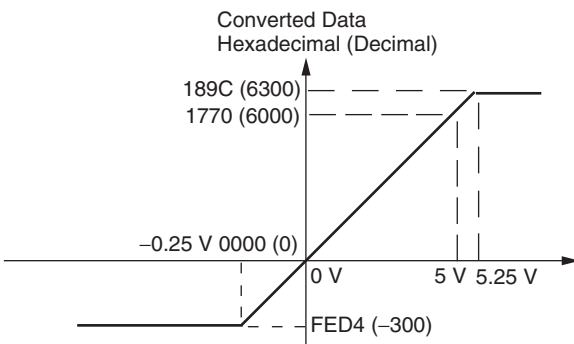 Converted Data
Hexadecimal (Decimal)
189C (6300)
1770 (6000)
−0.25 V 0000 (0)
0 V
5 V
5.25 V
FED4 (−300)